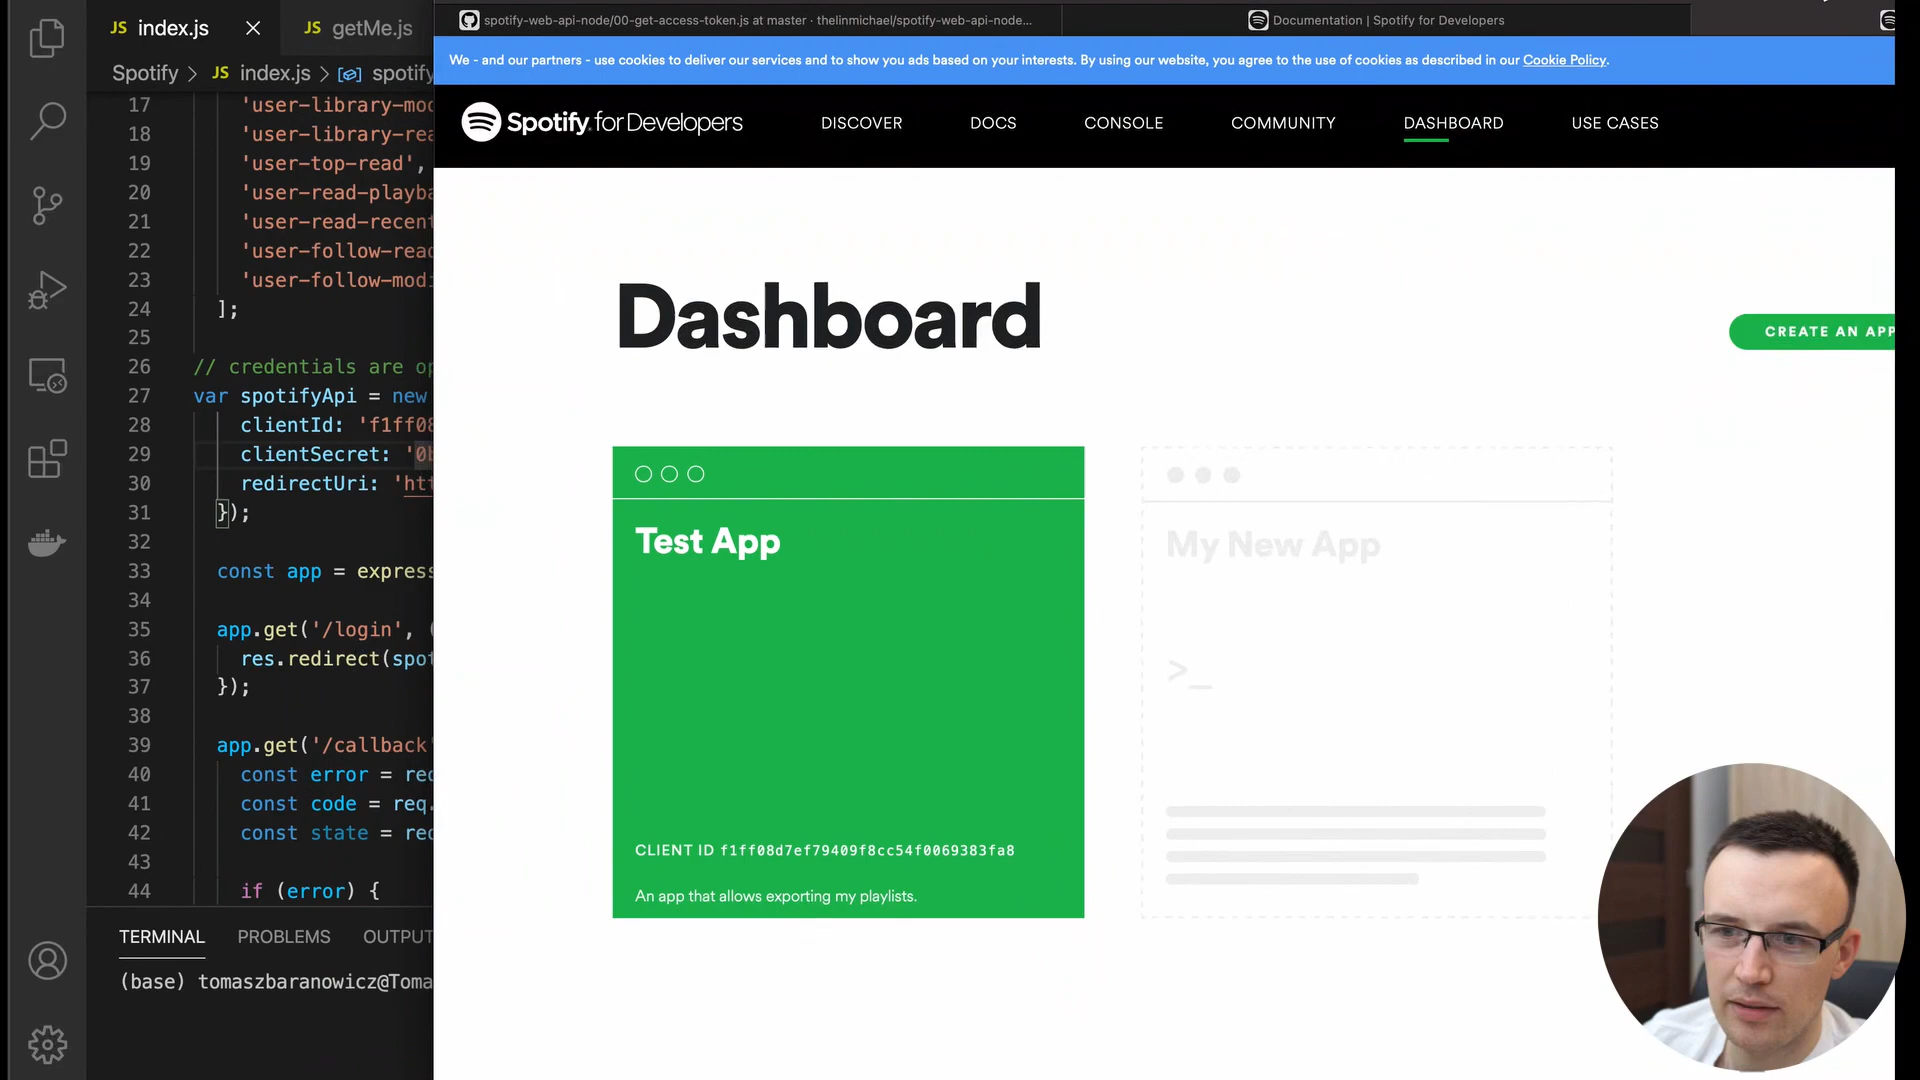 JS index.js
JS getMe.js
Spotify > JS index.js > spotify
17 'user-library-mo
18 'user-library-rea
19 'user-top-read',
20 'user-read-playba
21 'user-read-recent
22 'user-follow-read
23 'user-follow-modi
24 ];
25
26 // credentials are op
27 var spotifyApi = new
28 clientId: 'f1ff08
29 clientSecret: '0b
30 redirectUri: 'htt
31 });
32
33 const app = express
34
35 app.get('/login', (
36 res.redirect(spot
37 });
38
39 app.get('/callback'
40 const error = req
41 const code = req.
42 const state = req
43
44 if (error) {
TERMINAL PROBLEMS OUTPUT
(base) tomaszbaranowicz@Toma
spotify-web-api-node/00-get-access-token.js at master · thelinmichael/spotify-web-api-node...
Documentation | Spotify for Developers
We - and our partners - use cookies to deliver our services and to show you ads based on your interests. By using our website, you agree to the use of cookies as described in our Cookie Policy.
Spotify for Developers
DISCOVER DOCS CONSOLE COMMUNITY DASHBOARD USE CASES
Dashboard
CREATE AN APP
Test App
CLIENT ID f1ff08d7ef79409f8cc54f0069383fa8
An app that allows exporting my playlists.
My New App
>_